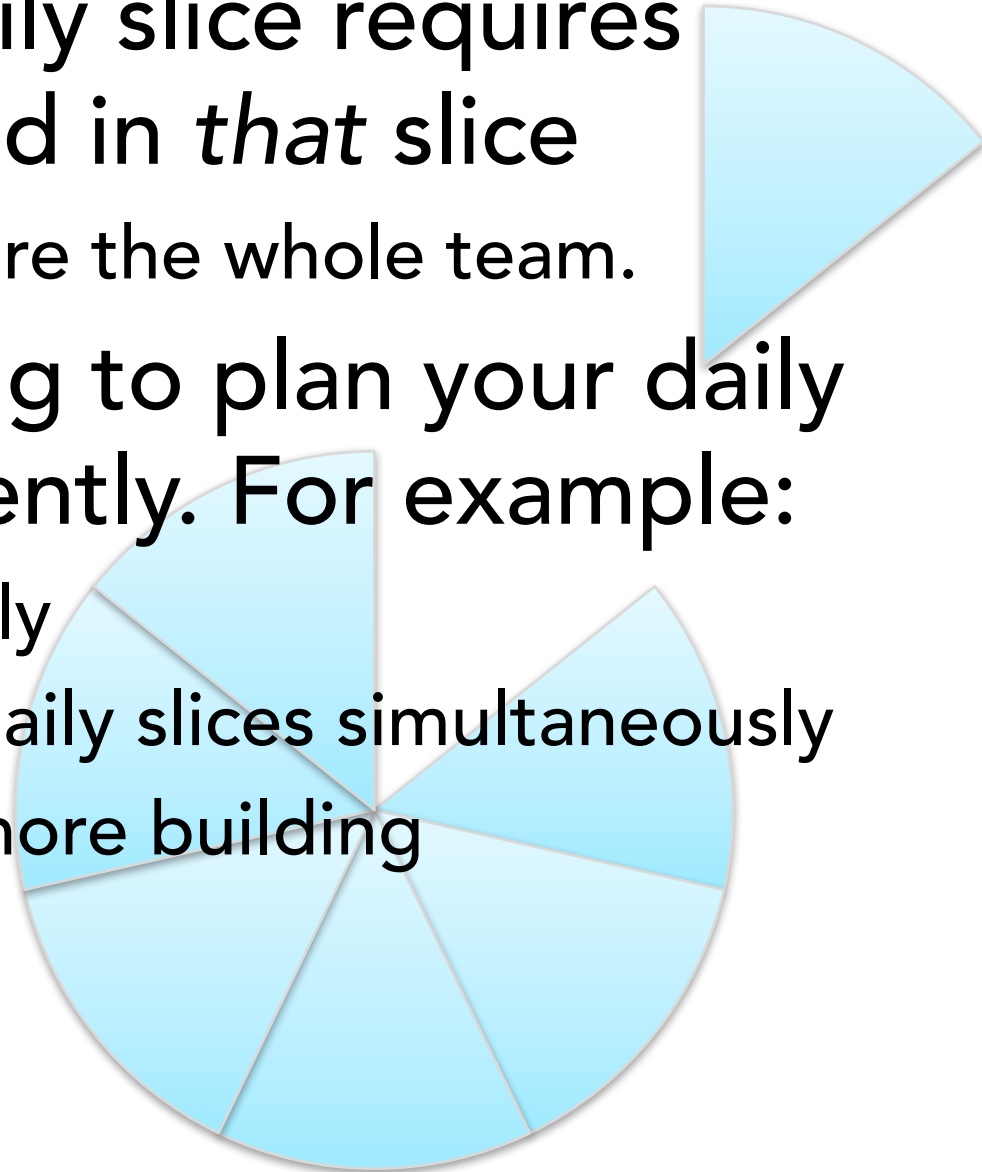 ily slice requires
d in that slice
re the whole team.
g to plan your daily
ently. For example:
ly
aily slices simultaneously
ore building